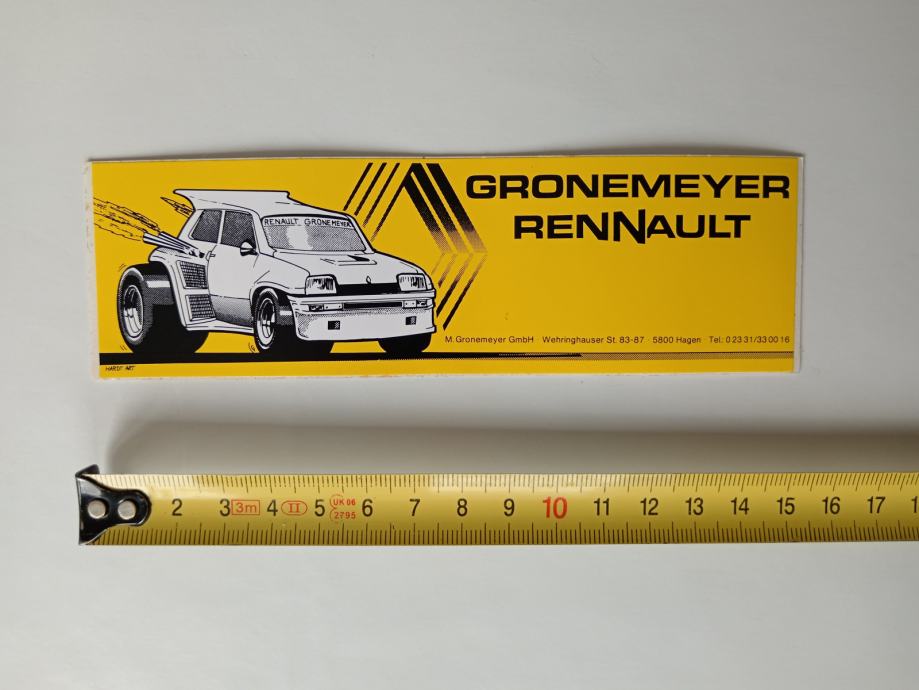 GRONEMEYER
RENNAULT
RENAULT GRONEMEYER
M. Gronemeyer GmbH Wehringhauser St. 83-87 · 5800 Hagen · Tel.: 0 23 31/33 00 16
HARDT ART
2 3 3m 4 II 5 UK 06 2795 6 7 8 9 10 11 12 13 14 15 16 17